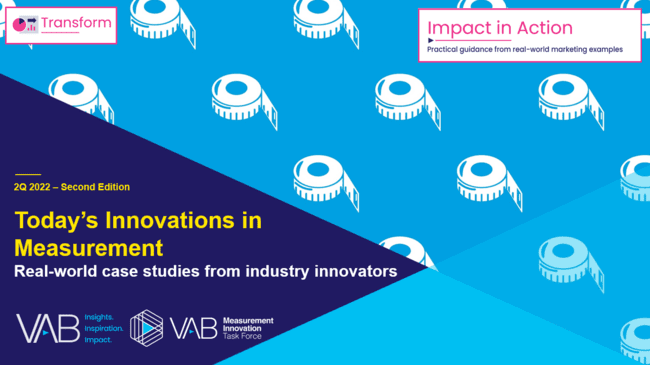 Transform
Impact in Action
Practical guidance from real-world marketing examples
2Q 2022 – Second Edition
Today's Innovations in
Measurement
Real-world case studies from industry innovators
VAB
Insights.
Inspiration.
Impact.
VAB
Measurement
Innovation
Task Force